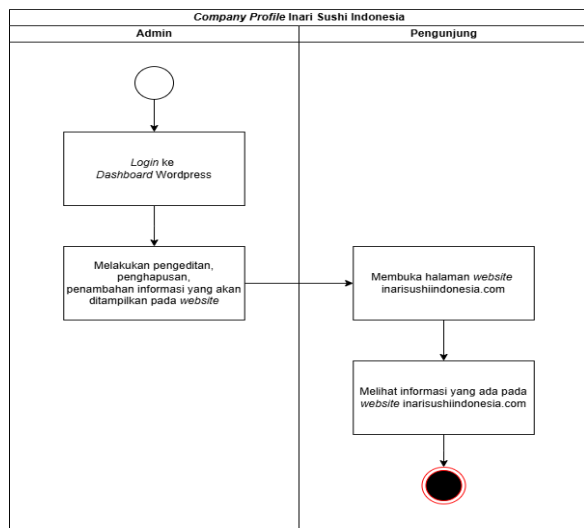 Company Profile Inari Sushi Indonesia
Admin
Pengunjung
Login ke
Dashboard Wordpress
Melakukan pengeditan,
penghapusan,
penambahan informasi yang akan
ditampilkan pada website
Membuka halaman website
inarisushiindonesia.com
Melihat informasi yang ada pada
website inarisushiindonesia.com